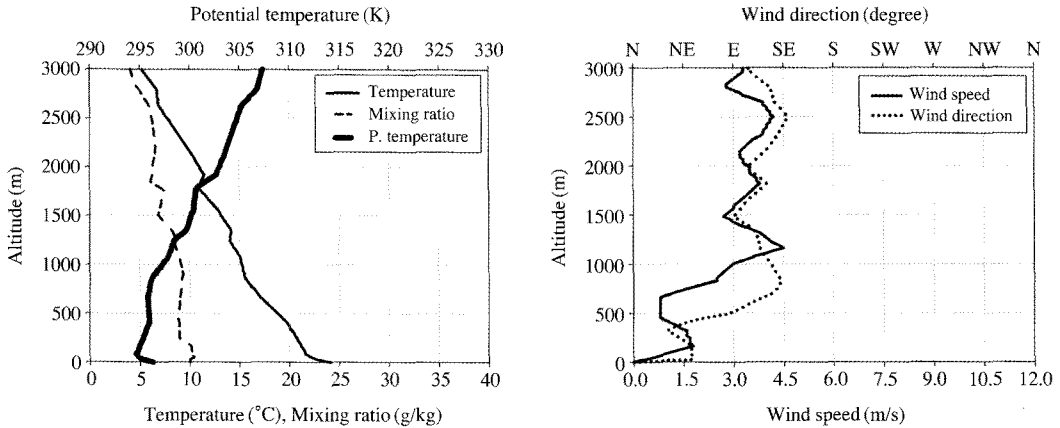 Potential temperature (K)
290 295 300 305 310 315 320 325 330
3000
2500
2000
1500
1000
500
0
Altitude (m)
Temperature
Mixing ratio
P. temperature
0 5 10 15 20 25 30 35 40
Temperature (°C), Mixing ratio (g/kg)
Wind direction (degree)
N NE E SE S SW W NW N
3000
2500
2000
1500
1000
500
0
Altitude (m)
Wind speed
Wind direction
0.0 1.5 3.0 4.5 6.0 7.5 9.0 10.5 12.0
Wind speed (m/s)